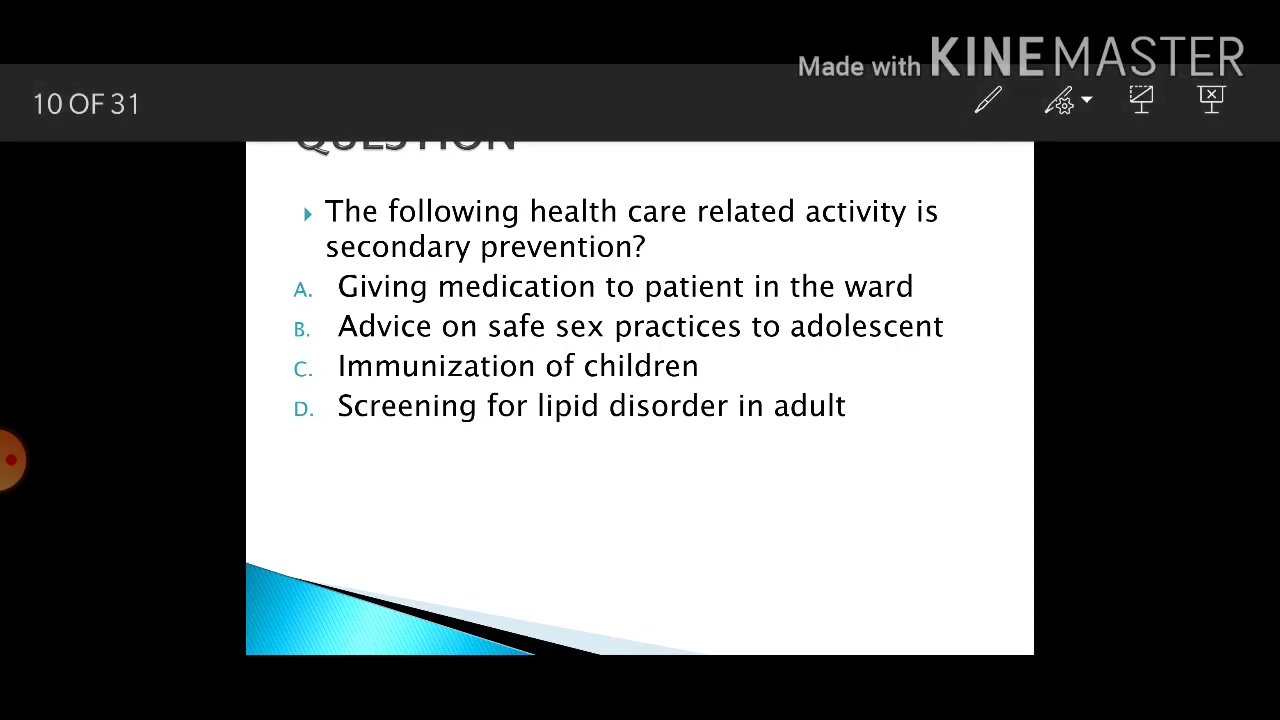 Made with KINEMASTER
10 OF 31
QUESTION
The following health care related activity is
secondary prevention?
A. Giving medication to patient in the ward
B. Advice on safe sex practices to adolescent
C. Immunization of children
D. Screening for lipid disorder in adult